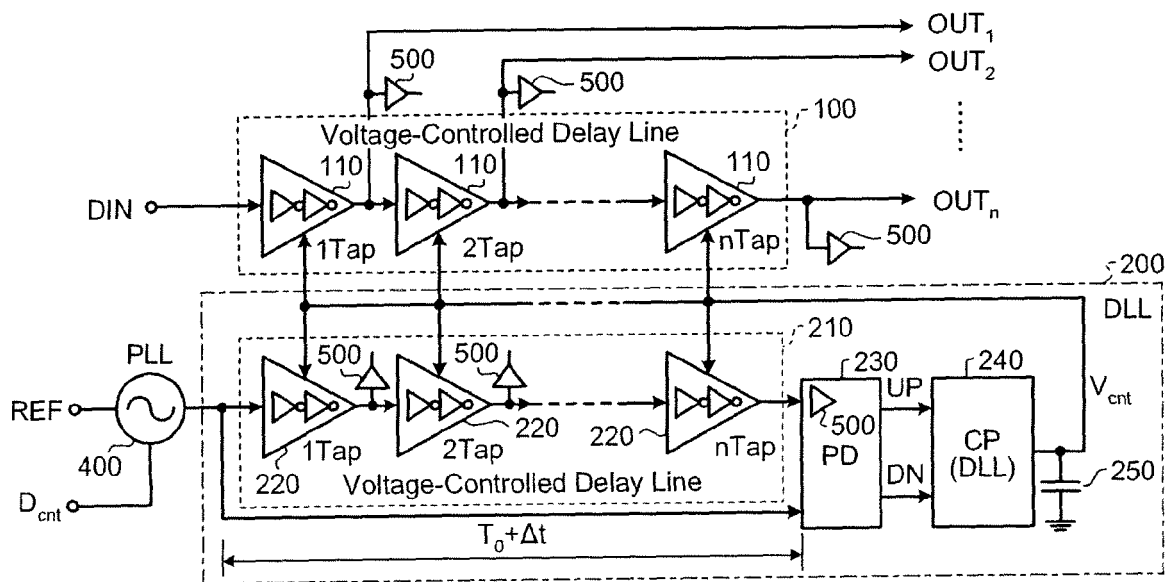 OUT1
500
500
OUT2
100
Voltage-Controlled Delay Line
110
110
110
DIN
OUTn
500
1Tap
2Tap
nTap
200
DLL
210
PLL
500
500
230
UP
240
Vcnt
REF
400
220
220
500
PD
CP
(DLL)
1Tap
2Tap
nTap
DN
250
220
Voltage-Controlled Delay Line
Dcnt
T0+Δt